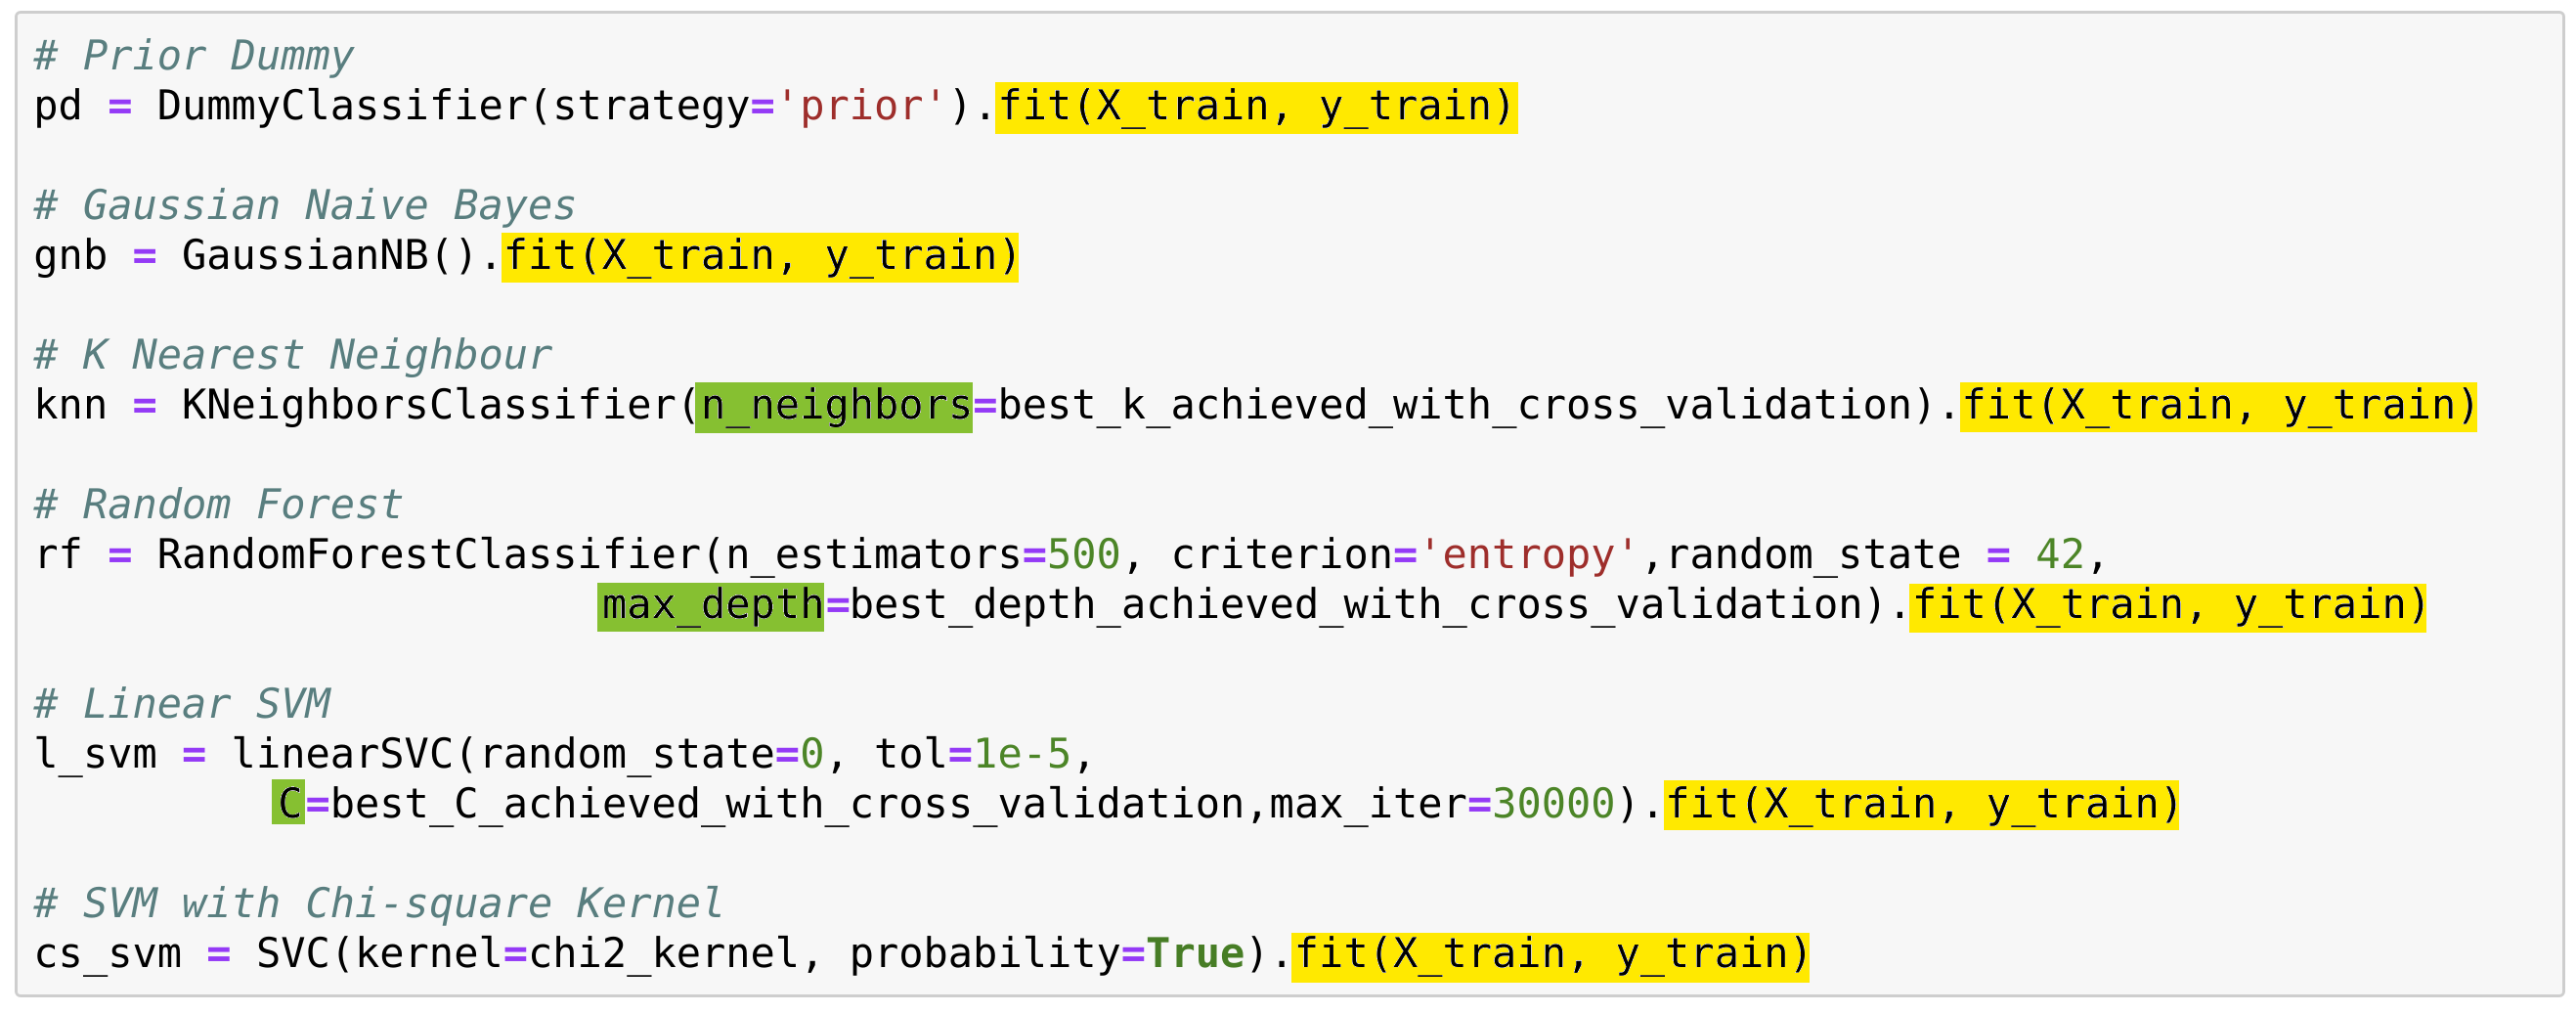 # Prior Dummy
pd = DummyClassifier(strategy='prior').fit(X_train, y_train)
# Gaussian Naive Bayes
gnb = GaussianNB().fit(X_train, y_train)
# K Nearest Neighbour
knn = KNeighborsClassifier(n_neighbors=best_k_achieved_with_cross_validation).fit(X_train, y_train)
# Random Forest
rf = RandomForestClassifier(n_estimators=500, criterion='entropy',random_state = 42,
max_depth=best_depth_achieved_with_cross_validation).fit(X_train, y_train)
# Linear SVM
l_svm = linearSVC(random_state=0, tol=1e-5,
C=best_C_achieved_with_cross_validation,max_iter=30000).fit(X_train, y_train)
# SVM with Chi-square Kernel
cs_svm = SVC(kernel=chi2_kernel, probability=True).fit(X_train, y_train)